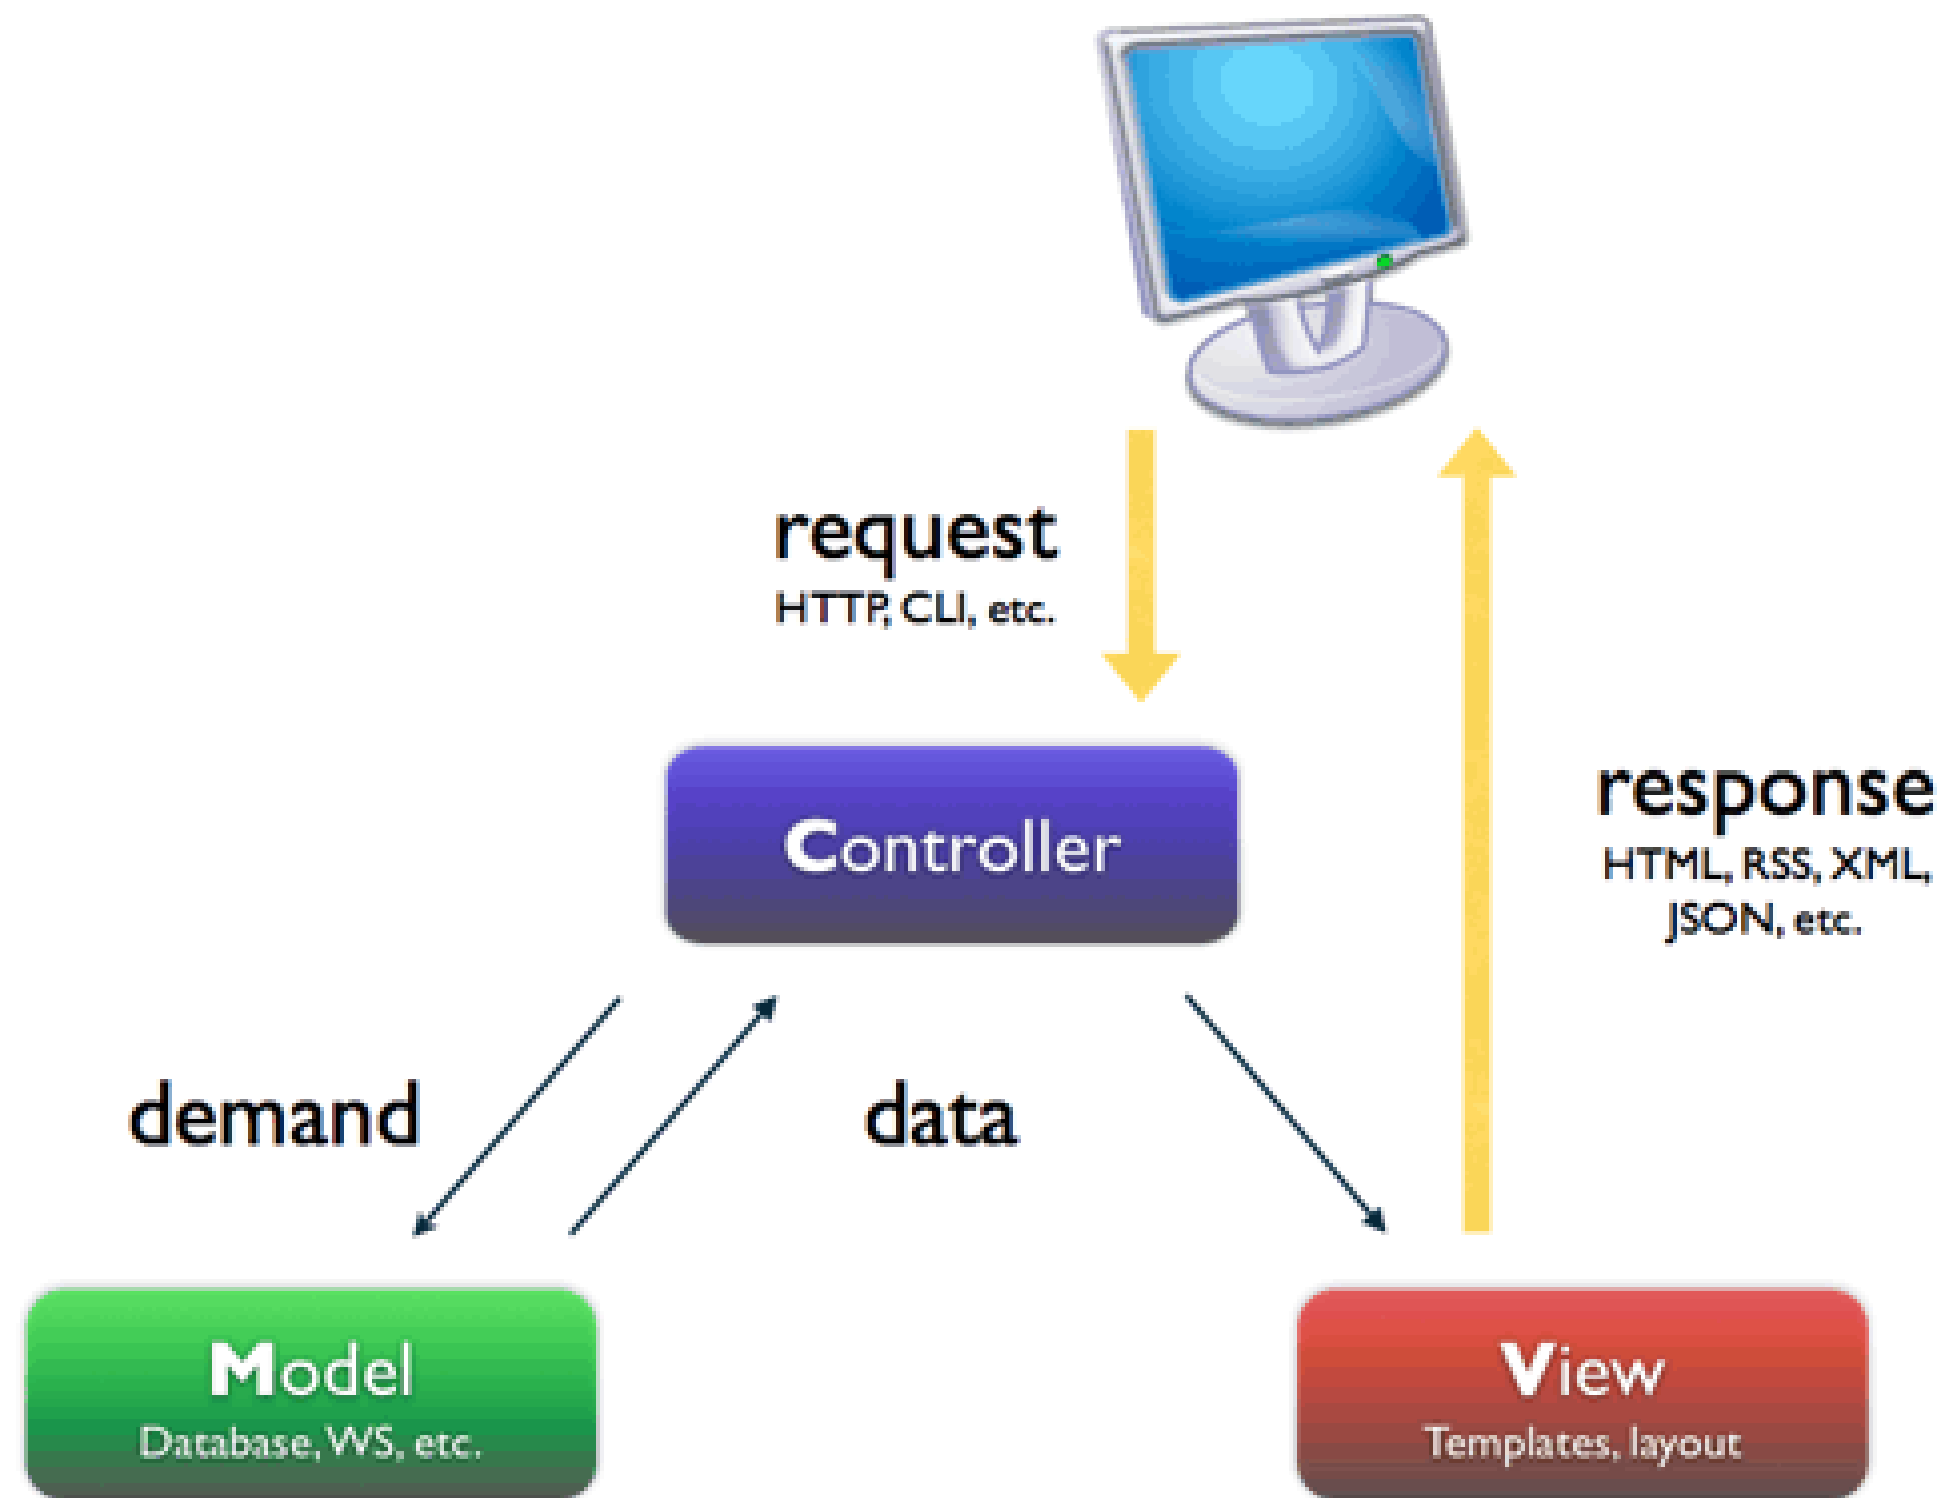 request
HTTP, CLI, etc.
Controller
response
HTML, RSS, XML,
JSON, etc.
demand
data
Model
Database, WS, etc.
View
Templates, layout